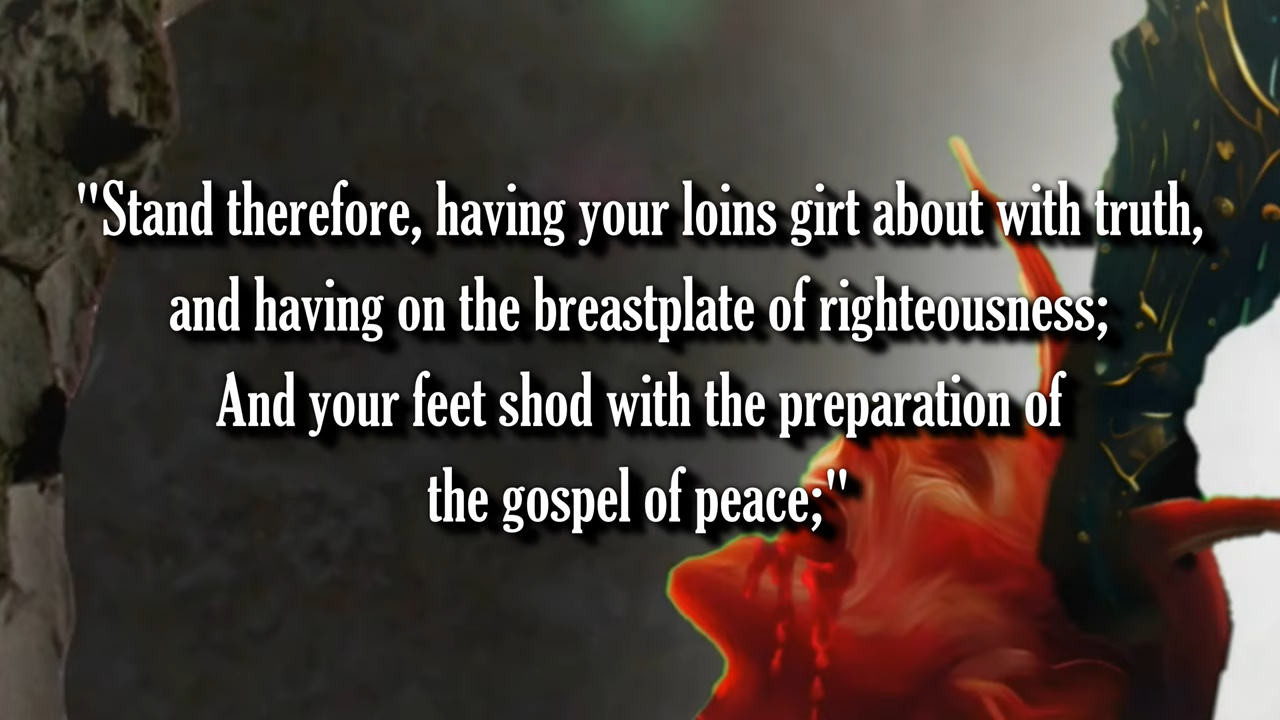 "Stand therefore, having your loins girt about with truth,
and having on the breastplate of righteousness;
And your feet shod with the preparation of
the gospel of peace;"